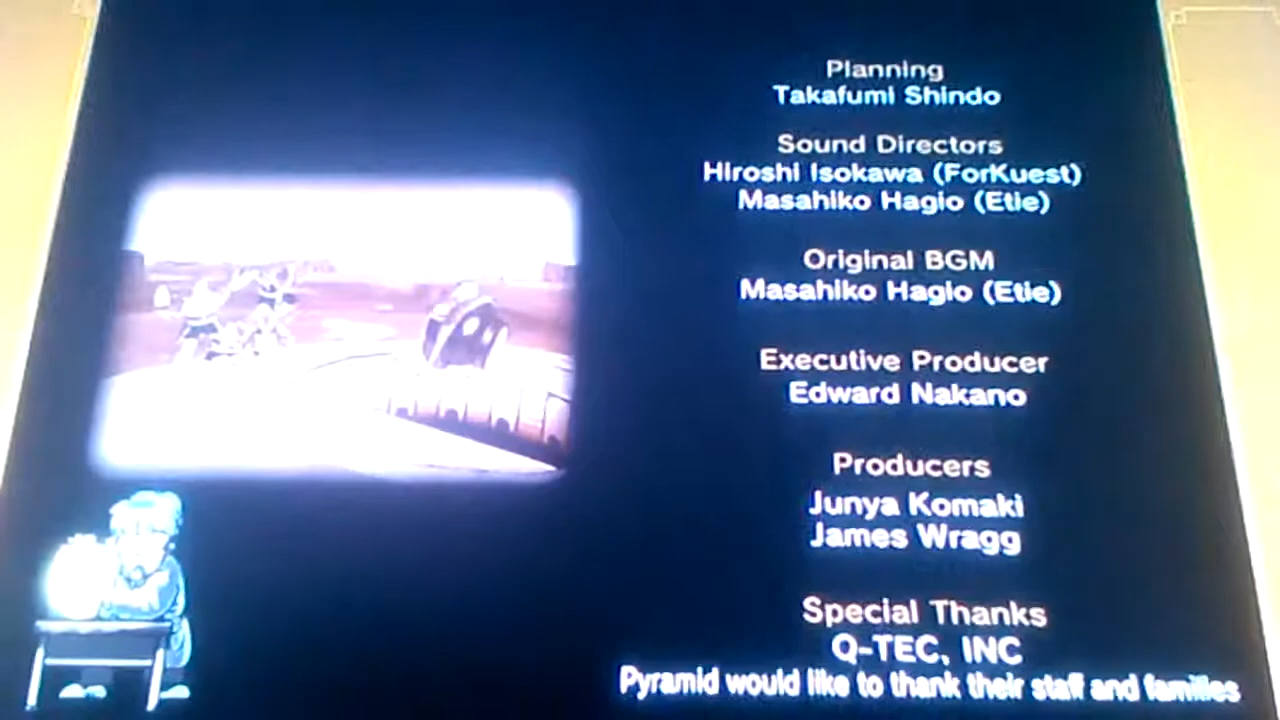 Planning
Takafumi Shindo
Sound Directors
Hiroshi Isokawa (ForKuest)
Masahiko Hagio (Etie)
Original BGM
Masahiko Hagio (Etie)
Executive Producer
Edward Nakano
Producers
Junya Komaki
James Wragg
Special Thanks
Q-TEC, INC
Pyramid would like to thank their staff and families